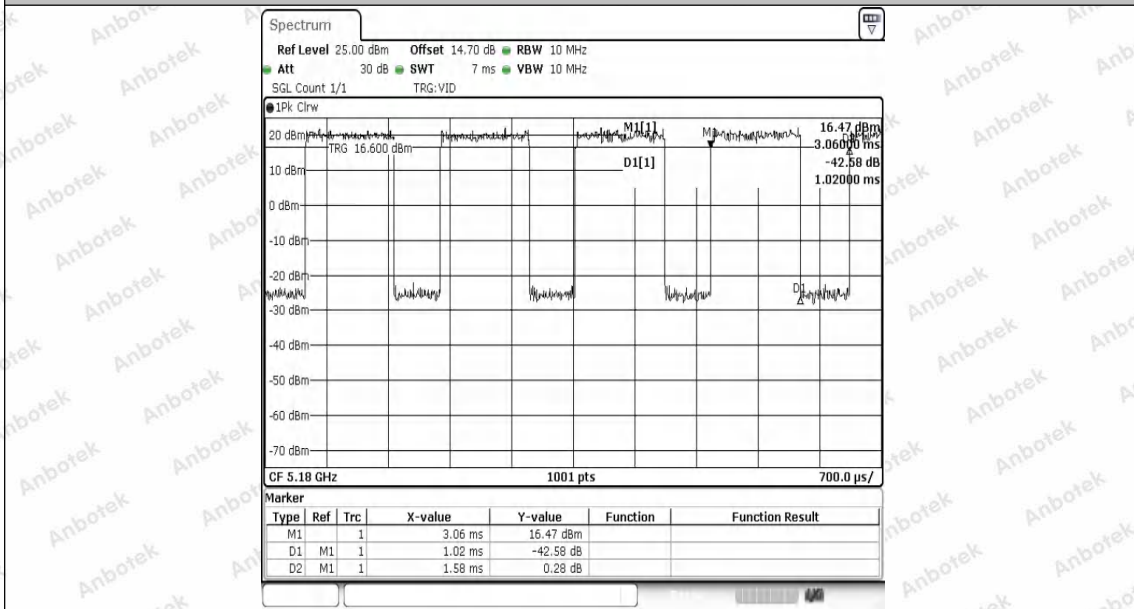 Spectrum
Ref Level 25.00 dBm Offset 14.70 dB RBW 10 MHz
Att 30 dB SWT 7 ms VBW 10 MHz
SGL Count 1/1 TRG:VID
1Pk Clrw
20 dBm
M1[1] 16.47 dBm
3.06000 ms
TRG 16.600 dBm
D1[1] -42.58 dB
1.02000 ms
10 dBm
0 dBm
-10 dBm
-20 dBm
D1
-30 dBm
-40 dBm
-50 dBm
-60 dBm
-70 dBm
CF 5.18 GHz 1001 pts 700.0 µs/
Marker
Type Ref Trc X-value Y-value Function Function Result
M1 1 3.06 ms 16.47 dBm
D1 M1 1 1.02 ms -42.58 dB
D2 M1 1 1.58 ms 0.28 dB
Anbotek